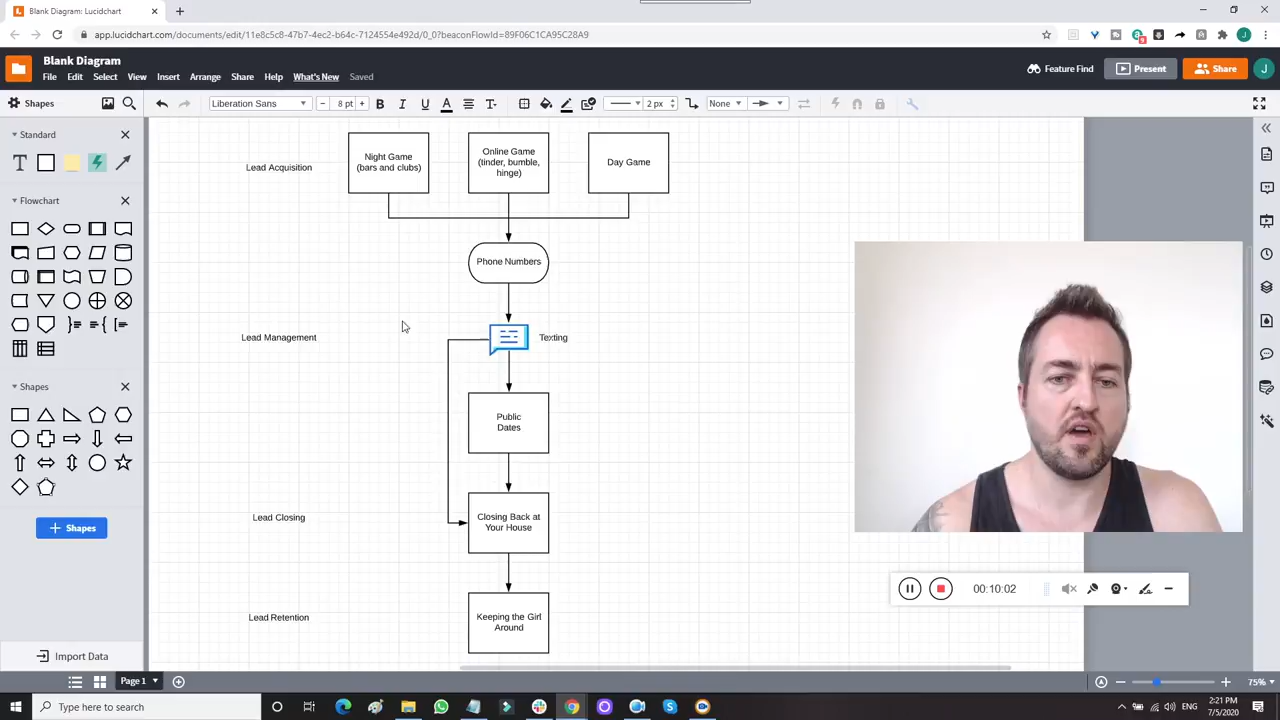 Blank Diagram: Lucidchart
app.lucidchart.com/documents/edit/11e8c5c8-47b7-4ec2-b64c-7124554e492d/0_0?beaconFlowId=89F06C1CA95C28A9
Blank Diagram
File Edit Select View Insert Arrange Share Help What's New Saved
Feature Find
Present
Share
J
Shapes
Liberation Sans
8 pt
2 px
None
Standard
Flowchart
Shapes
+ Shapes
Import Data
Lead Acquisition
Night Game
(bars and clubs)
Online Game
(tinder, bumble,
hinge)
Day Game
Phone Numbers
Lead Management
Texting
Public
Dates
Lead Closing
Closing Back at
Your House
Lead Retention
Keeping the Girl
Around
00:10:02
Page 1
75%
Type here to search
ENG
2:21 PM
7/5/2020